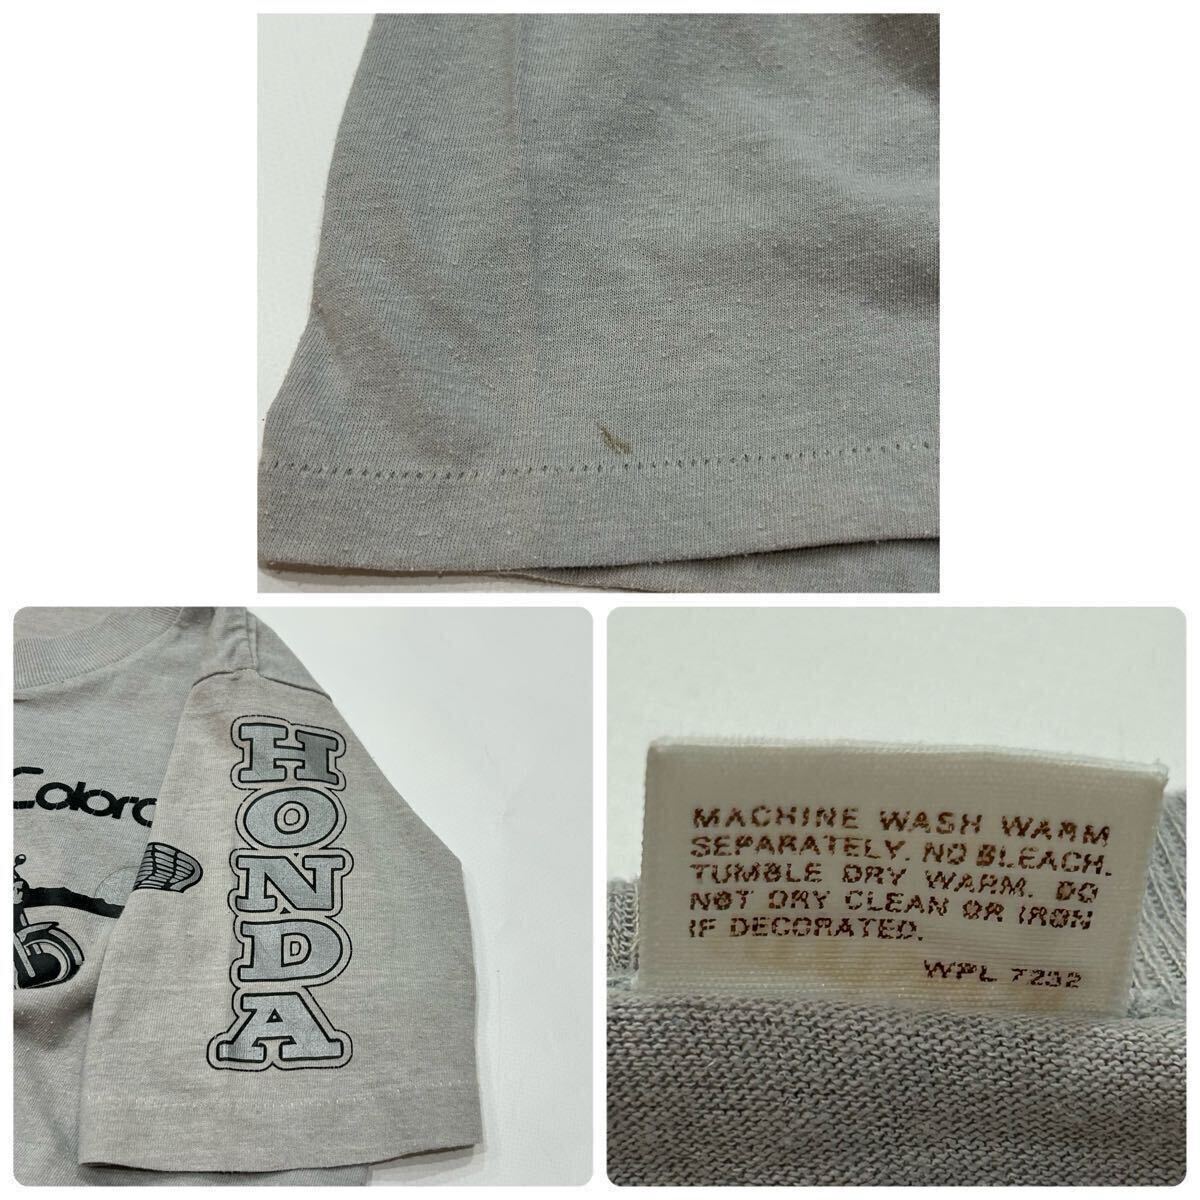 Colora
HONDA
MACHINE WASH WARM
SEPARATELY. NO BLEACH.
TUMBLE DRY WARM. DO
NOT DRY CLEAN OR IRON
IF DECORATED.
WPL 7232